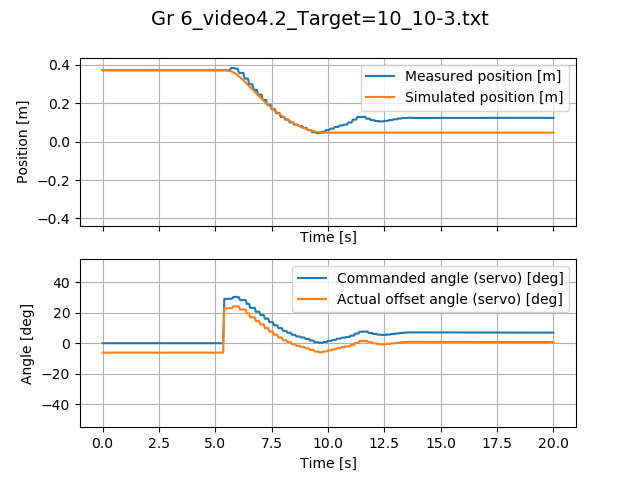 Gr 6_video4.2_Target=10_10-3.txt
0.4
0.2
0.0
−0.2
−0.4
Position [m]
Measured position [m]
Simulated position [m]
Time [s]
40
20
0
−20
−40
Angle [deg]
Commanded angle (servo) [deg]
Actual offset angle (servo) [deg]
0.0 2.5 5.0 7.5 10.0 12.5 15.0 17.5 20.0
Time [s]